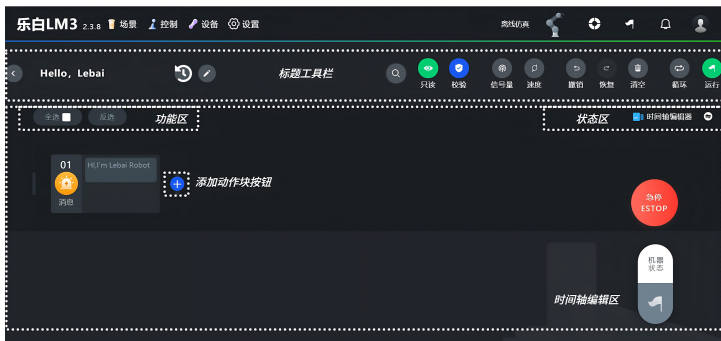 乐白LM3 2.3.8 场景 控制 设备 设置 离线仿真
Hello, Lebai 标题工具栏 只读 校验 信号量 速度 撤销 恢复 清空 循环 运行
全选 反选 功能区 状态区 时间轴编辑器
01 Hi,I'm Lebai Robot
消息
添加动作块按钮
急停
ESTOP
机器
状态
时间轴编辑区